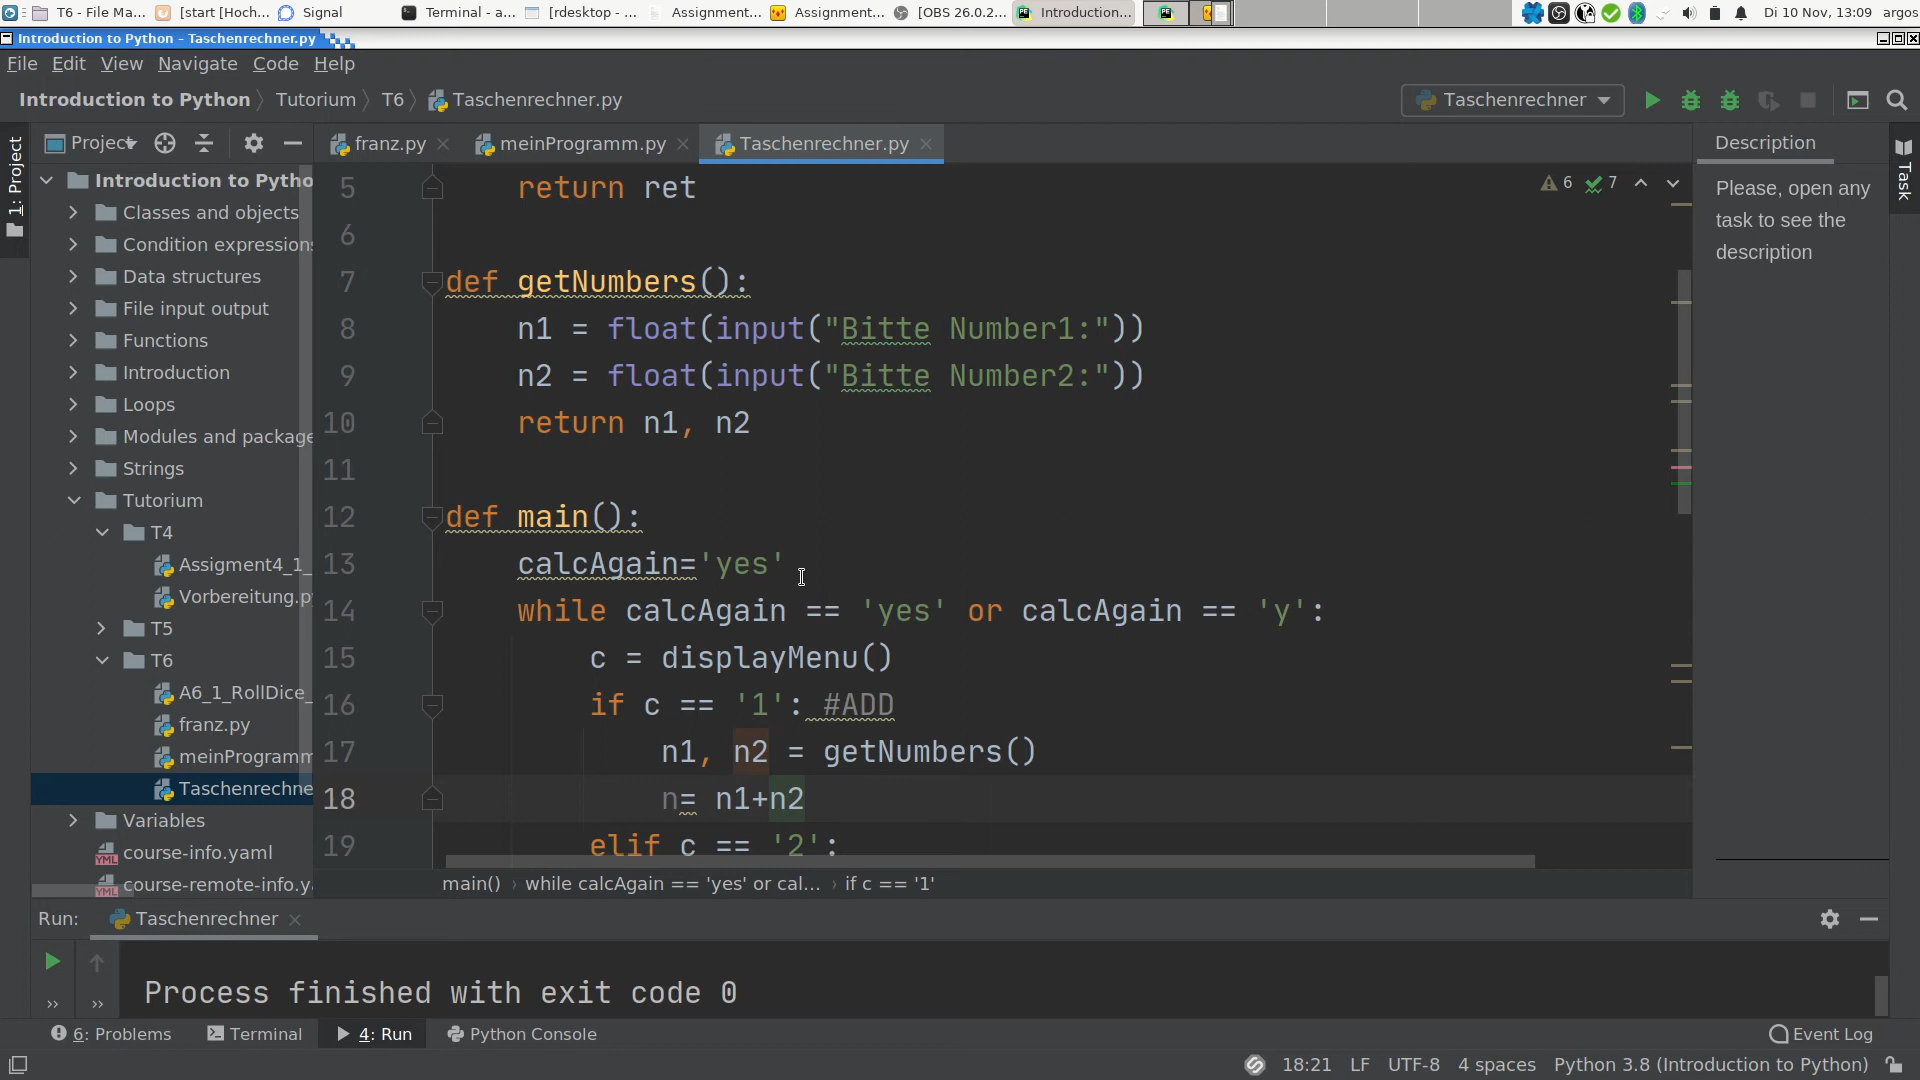 T6 - File Ma...
[start [Hoch...
Signal
Terminal - a...
[rdesktop - ...
Assignment...
Assignment...
[OBS 26.0.2...
Introduction...
Di 10 Nov, 13:09
argos
Introduction to Python – Taschenrechner.py
File Edit View Navigate Code Help
Introduction to Python Tutorium T6 Taschenrechner.py
Taschenrechner
1: Project
Project
franz.py
meinProgramm.py
Taschenrechner.py
Description
Task
Please, open any
task to see the
description
Introduction to Pytho
Classes and objects
Condition expressions
Data structures
File input output
Functions
Introduction
Loops
Modules and package
Strings
Tutorium
T4
Assigment4_1_
Vorbereitung.py
T5
T6
A6_1_RollDice_
franz.py
meinProgramm
Taschenrechne
Variables
course-info.yaml
course-remote-info.y
6 7
5 return ret
6
7 def getNumbers():
8 n1 = float(input("Bitte Number1:"))
9 n2 = float(input("Bitte Number2:"))
10 return n1, n2
11
12 def main():
13 calcAgain='yes'
14 while calcAgain == 'yes' or calcAgain == 'y':
15 c = displayMenu()
16 if c == '1': #ADD
17 n1, n2 = getNumbers()
18 n= n1+n2
19 elif c == '2':
main() › while calcAgain == 'yes' or cal... › if c == '1'
Run: Taschenrechner
Process finished with exit code 0
6: Problems Terminal 4: Run Python Console Event Log
18:21 LF UTF-8 4 spaces Python 3.8 (Introduction to Python)